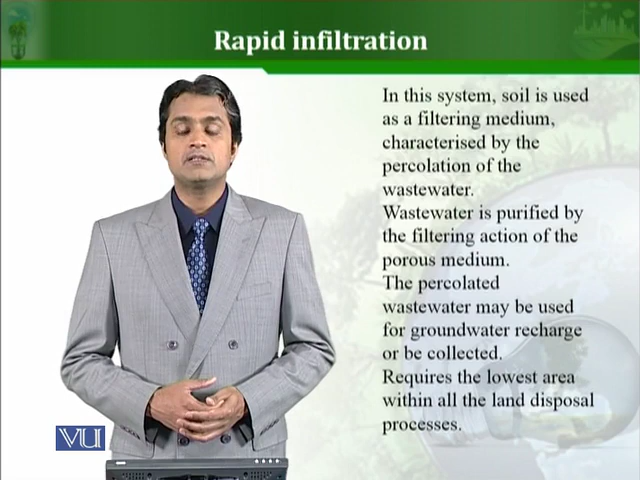 Rapid infiltration
In this system, soil is used
as a filtering medium,
characterised by the
percolation of the
wastewater.
Wastewater is purified by
the filtering action of the
porous medium.
The percolated
wastewater may be used
for groundwater recharge
or be collected.
Requires the lowest area
within all the land disposal
processes.
VU